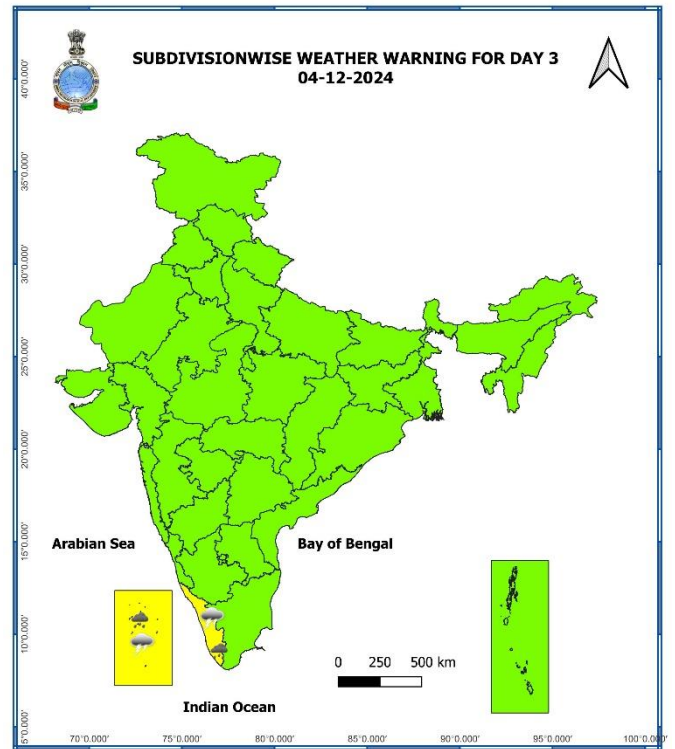 SUBDIVISIONWISE WEATHER WARNING FOR DAY 3
04-12-2024
40°0.000'
35°0.000'
30°0.000'
25°0.000'
20°0.000'
15°0.000'
10°0.000'
5°0.000'
Arabian Sea
Bay of Bengal
0 250 500 km
Indian Ocean
70°0.000' 75°0.000' 80°0.000' 85°0.000' 90°0.000' 95°0.000' 100°0.000'